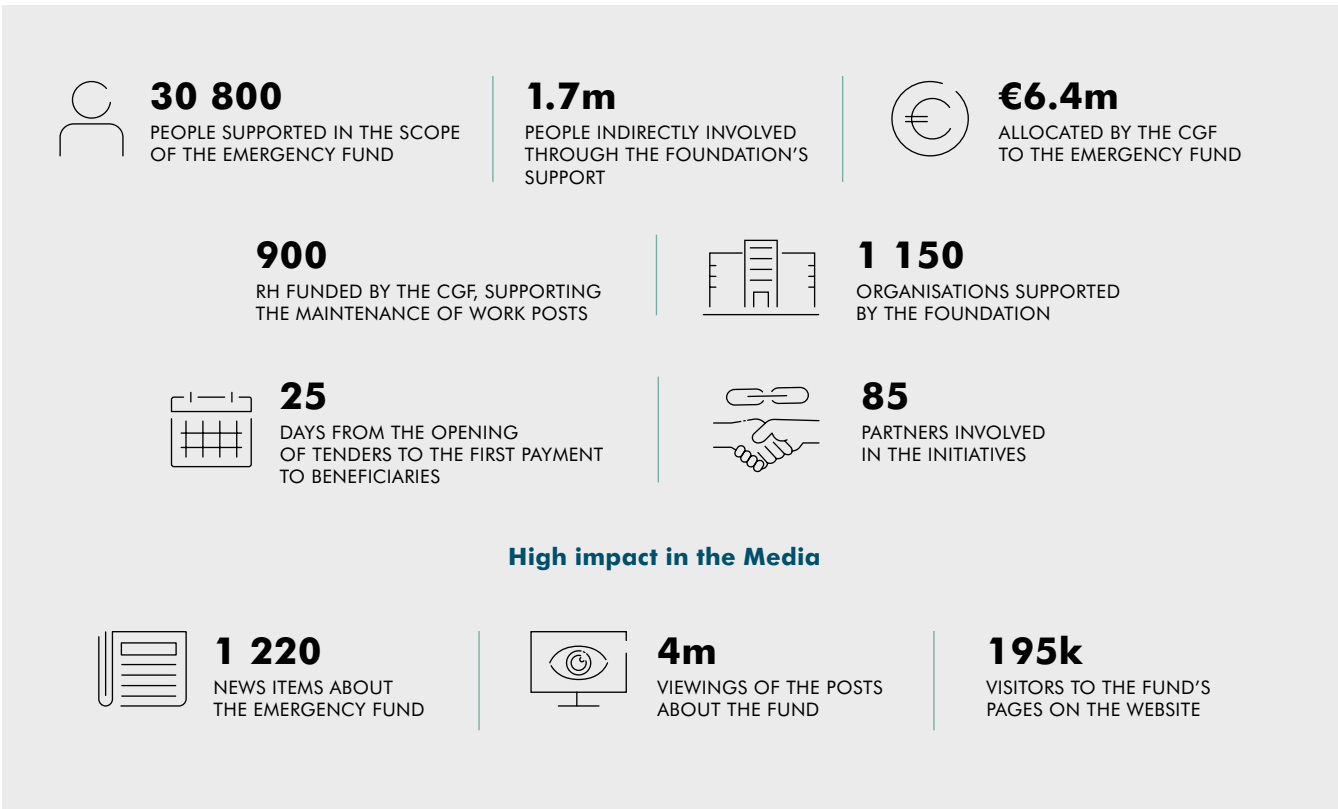 30 800
PEOPLE SUPPORTED IN THE SCOPE
OF THE EMERGENCY FUND
1.7m
PEOPLE INDIRECTLY INVOLVED
THROUGH THE FOUNDATION'S
SUPPORT
€6.4m
ALLOCATED BY THE CGF
TO THE EMERGENCY FUND
900
RH FUNDED BY THE CGF, SUPPORTING
THE MAINTENANCE OF WORK POSTS
1 150
ORGANISATIONS SUPPORTED
BY THE FOUNDATION
25
DAYS FROM THE OPENING
OF TENDERS TO THE FIRST PAYMENT
TO BENEFICIARIES
85
PARTNERS INVOLVED
IN THE INITIATIVES
High impact in the Media
1 220
NEWS ITEMS ABOUT
THE EMERGENCY FUND
4m
VIEWINGS OF THE POSTS
ABOUT THE FUND
195k
VISITORS TO THE FUND'S
PAGES ON THE WEBSITE